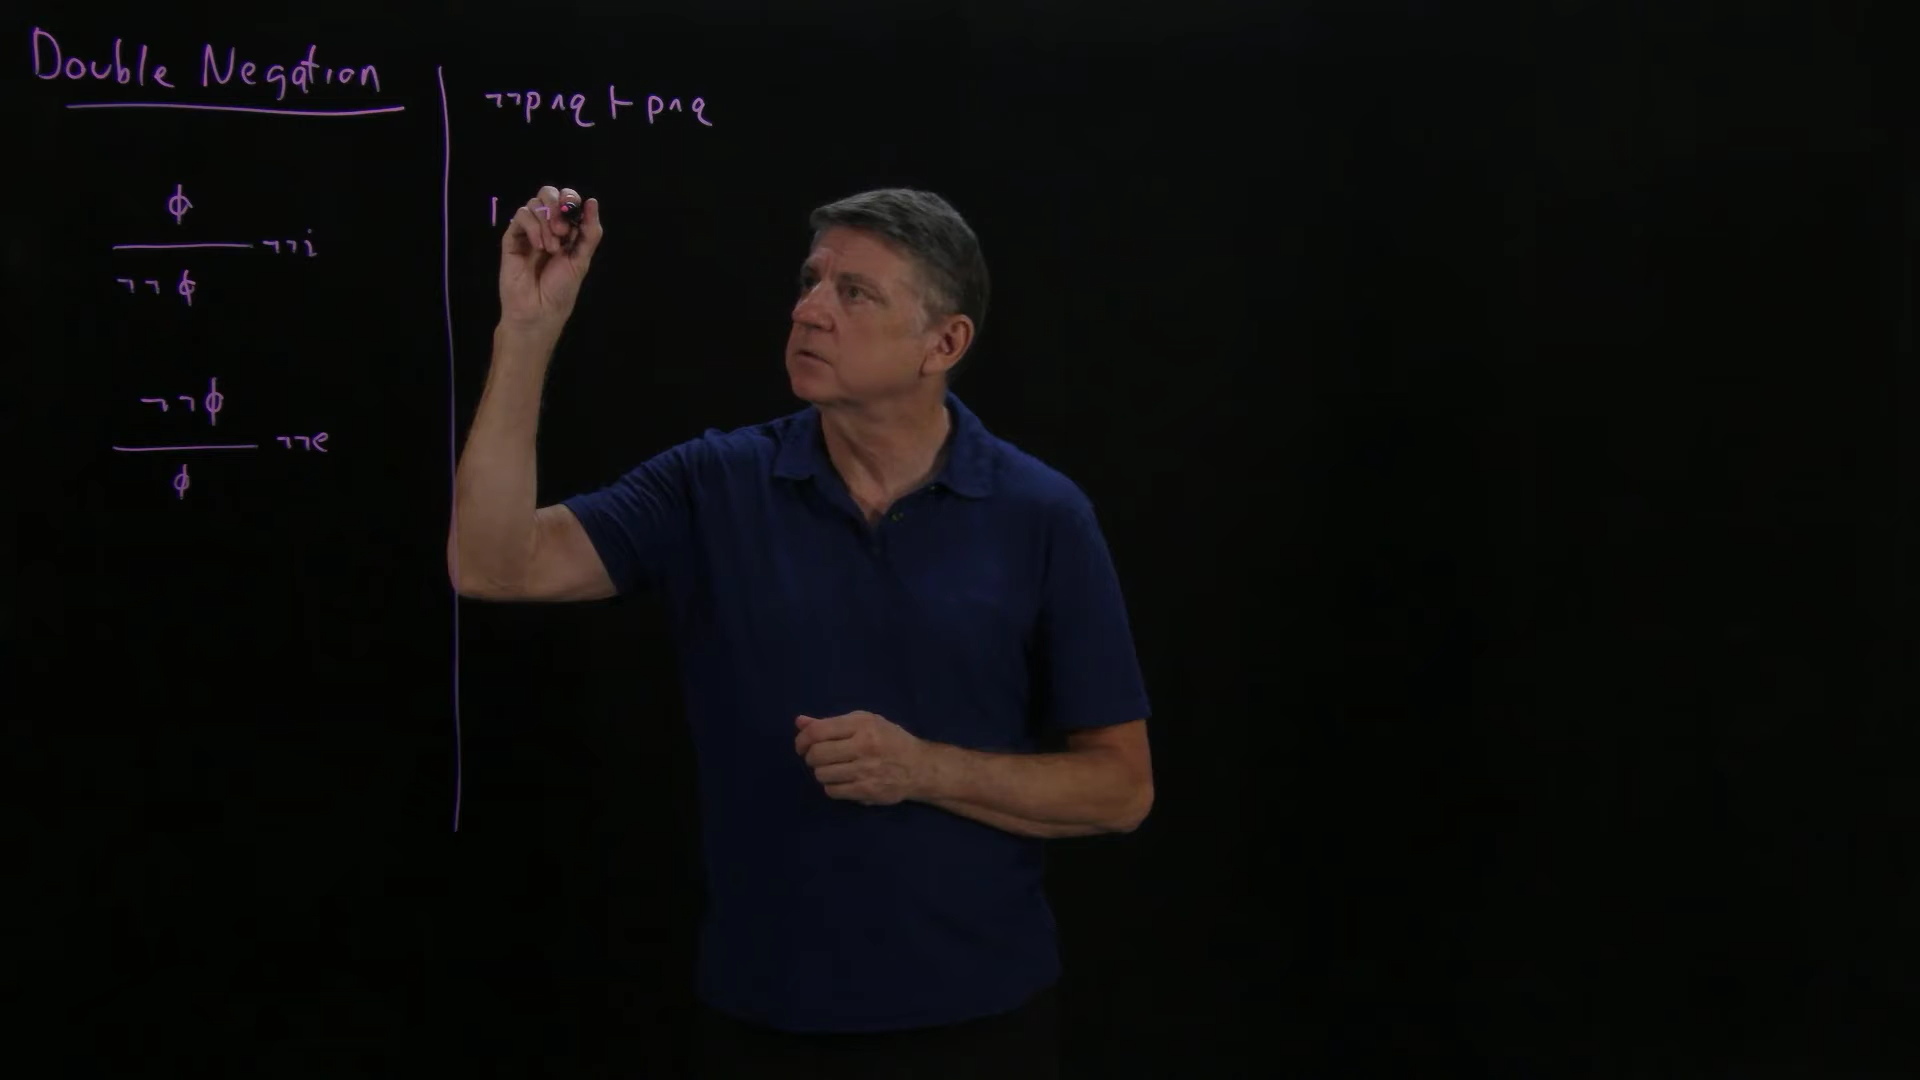 Double Negation
ϕ
¬¬i
¬¬ϕ
¬¬ϕ
¬¬e
ϕ
¬¬p∧q ⊢ p∧q
1. ¬